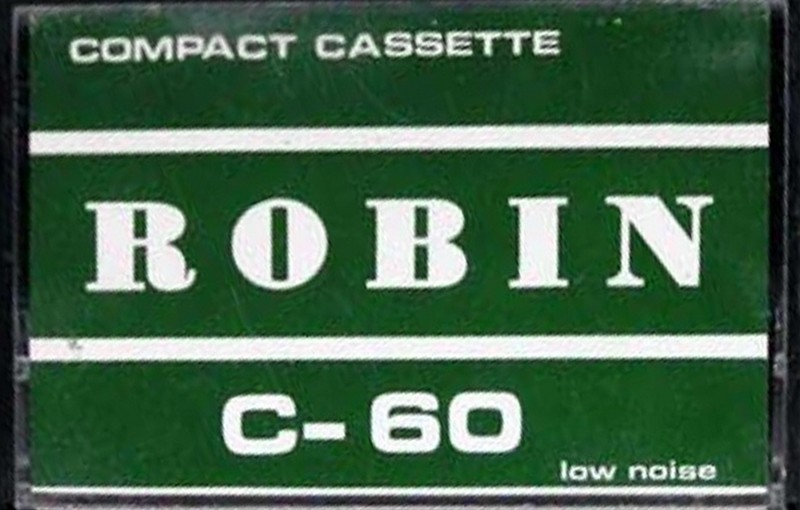 COMPACT CASSETTE
ROBIN
C-60
low noise